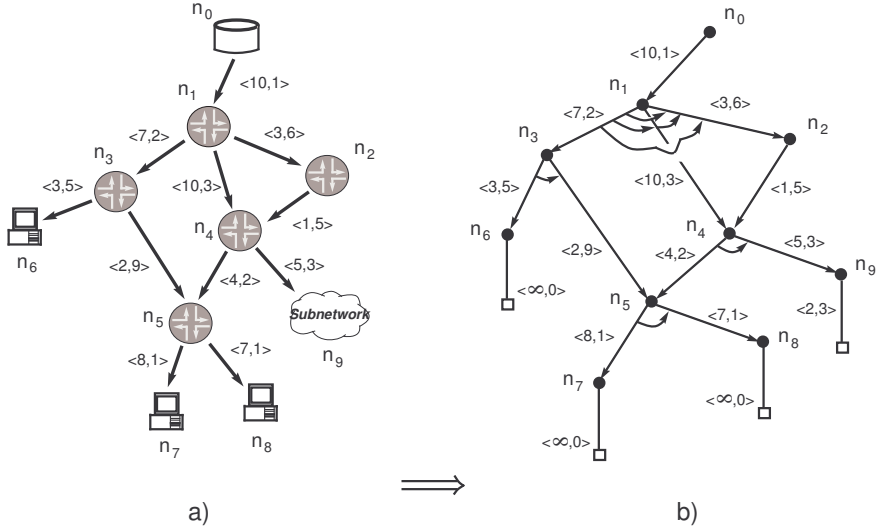 n0
<10,1>
n1
<7,2>
<3,6>
n3
n2
<3,5>
<10,3>
<1,5>
n4
n6
<2,9>
<4,2>
<5,3>
n5
Subnetwork
n9
<8,1>
<7,1>
n7
n8
a)
n0
<10,1>
n1
<7,2>
<3,6>
n3
n2
<3,5>
<10,3>
<1,5>
n6
n4
<2,9>
<4,2>
<5,3>
n9
<∞,0>
n5
<7,1>
<2,3>
<8,1>
n8
n7
<∞,0>
<∞,0>
b)